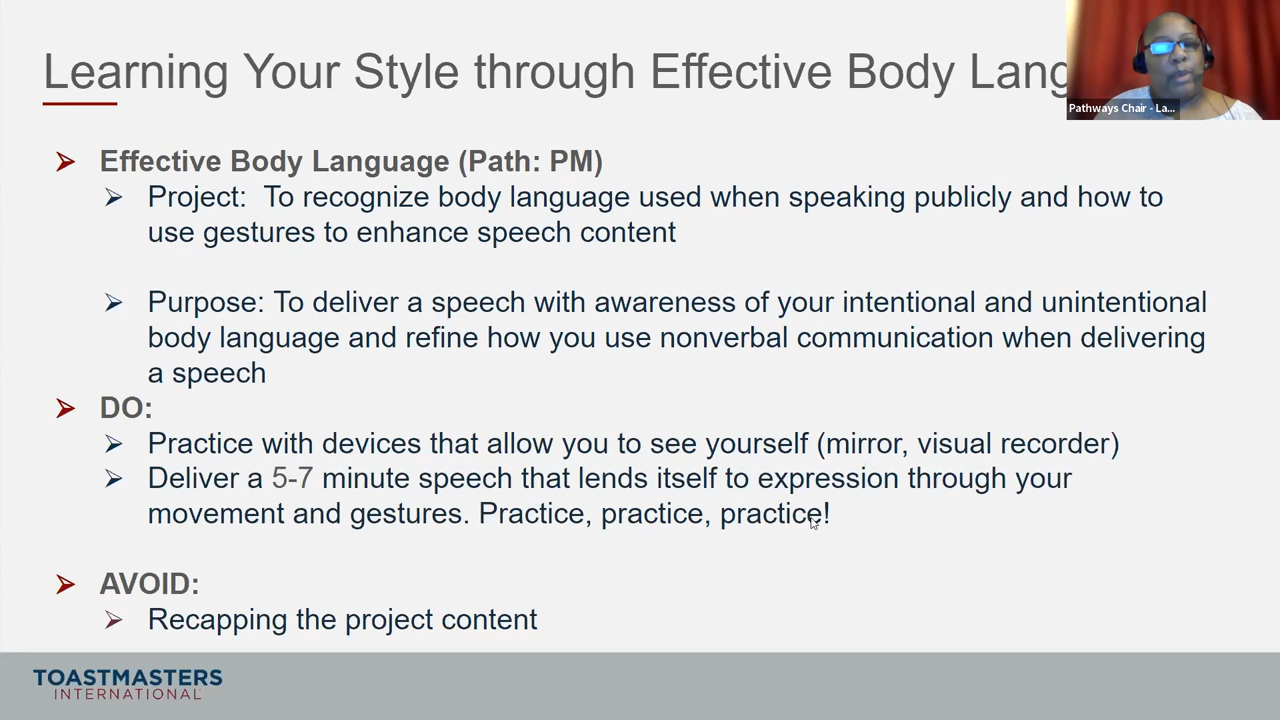 Learning Your Style through Effective Body Lang
Pathways Chair - La...
Effective Body Language (Path: PM)
Project: To recognize body language used when speaking publicly and how to
use gestures to enhance speech content
Purpose: To deliver a speech with awareness of your intentional and unintentional
body language and refine how you use nonverbal communication when delivering
a speech
DO:
Practice with devices that allow you to see yourself (mirror, visual recorder)
Deliver a 5-7 minute speech that lends itself to expression through your
movement and gestures. Practice, practice, practice!
AVOID:
Recapping the project content
TOASTMASTERS
INTERNATIONAL